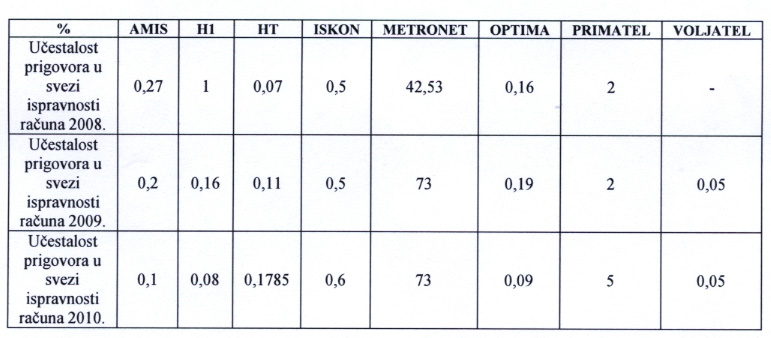 % AMIS H1 HT ISKON METRONET OPTIMA PRIMATEL VOLJATEL
Učestalost
prigovora u
svezi
ispravnosti
računa 2008.
0,27 1 0,07 0,5 42,53 0,16 2 -
Učestalost
prigovora u
svezi
ispravnosti
računa 2009.
0,2 0,16 0,11 0,5 73 0,19 2 0,05
Učestalost
prigovora u
svezi
ispravnosti
računa 2010.
0,1 0,08 0,1785 0,6 73 0,09 5 0,05